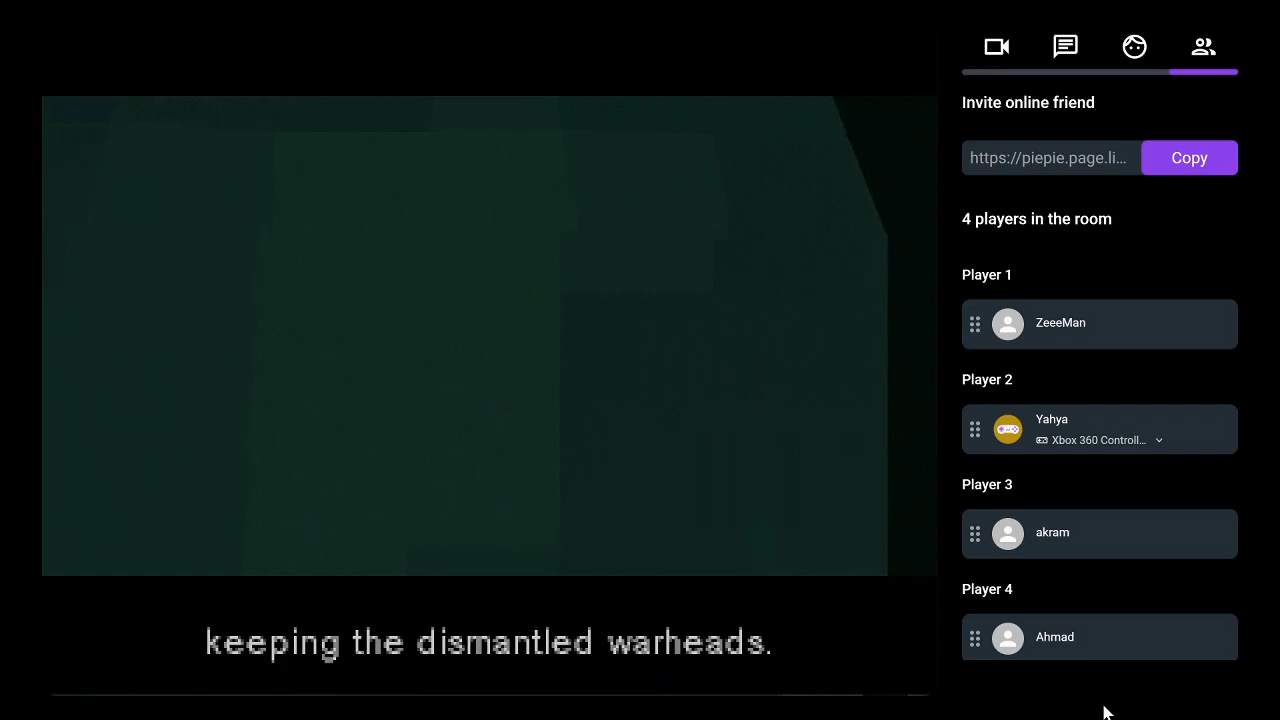 Invite online friend
https://piepie.page.li...
Copy
4 players in the room
Player 1
ZeeeMan
Player 2
Yahya
Xbox 360 Controll...
Player 3
akram
Player 4
Ahmad
keeping the dismantled warheads.